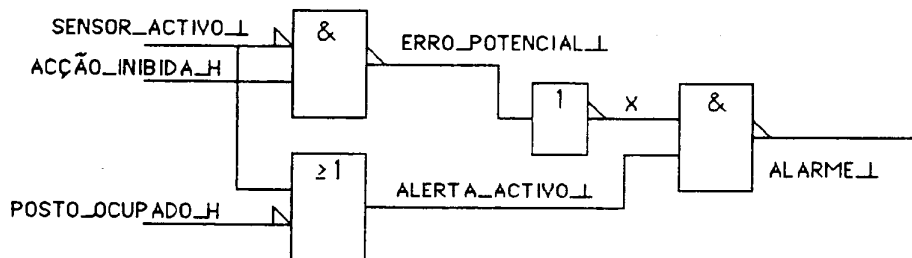 SENSOR_ACTIVO_L
&
ERRO_POTENCIAL_L
ACÇÃO_INIBIDA_H
1
X
&
≥1
ALERTA_ACTIVO_L
ALARME_L
POSTO_OCUPADO_H